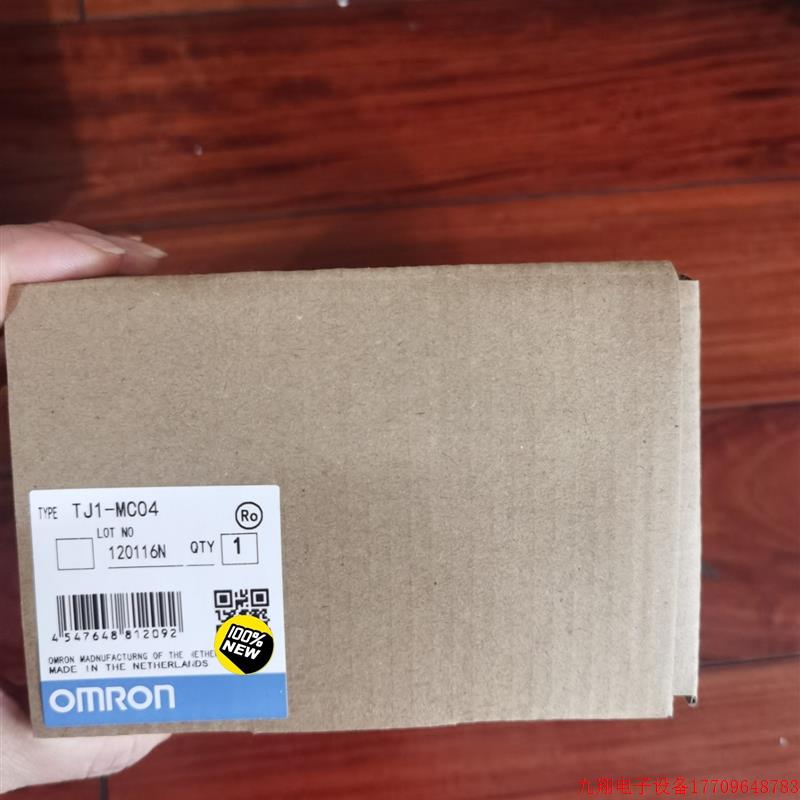 TYPE TJ1-MC04
Ro
LOT NO
120116N QTY 1
4 547648 812092
100% NEW
OMRON MADNUFACTURNG OF THE NETHE
MADE IN THE NETHERLANDS
OMRON
九翔电子设备17709648783